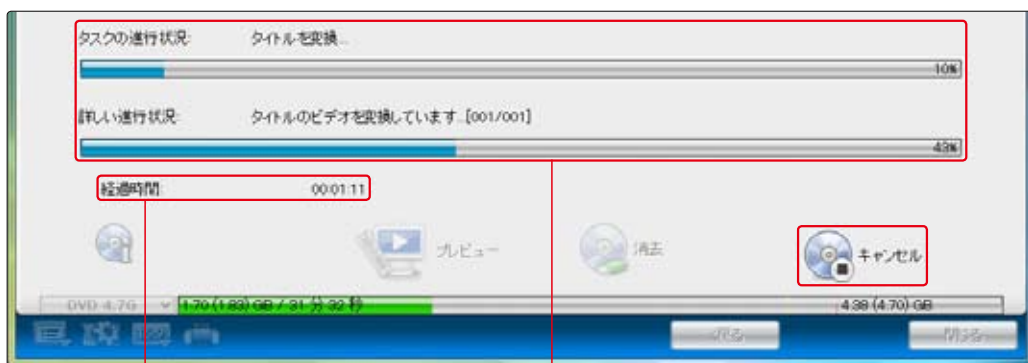 タスクの進行状況: タイトルを変換...
10%
詳しい進行状況: タイトルのビデオを変換しています...[001/001]
43%
経過時間: 00:01:11
プレビュー 消去 キャンセル
DVD 4.7G 1.70 (1.83) GB / 31 分 32 秒 4.38 (4.70) GB
戻る 閉じる